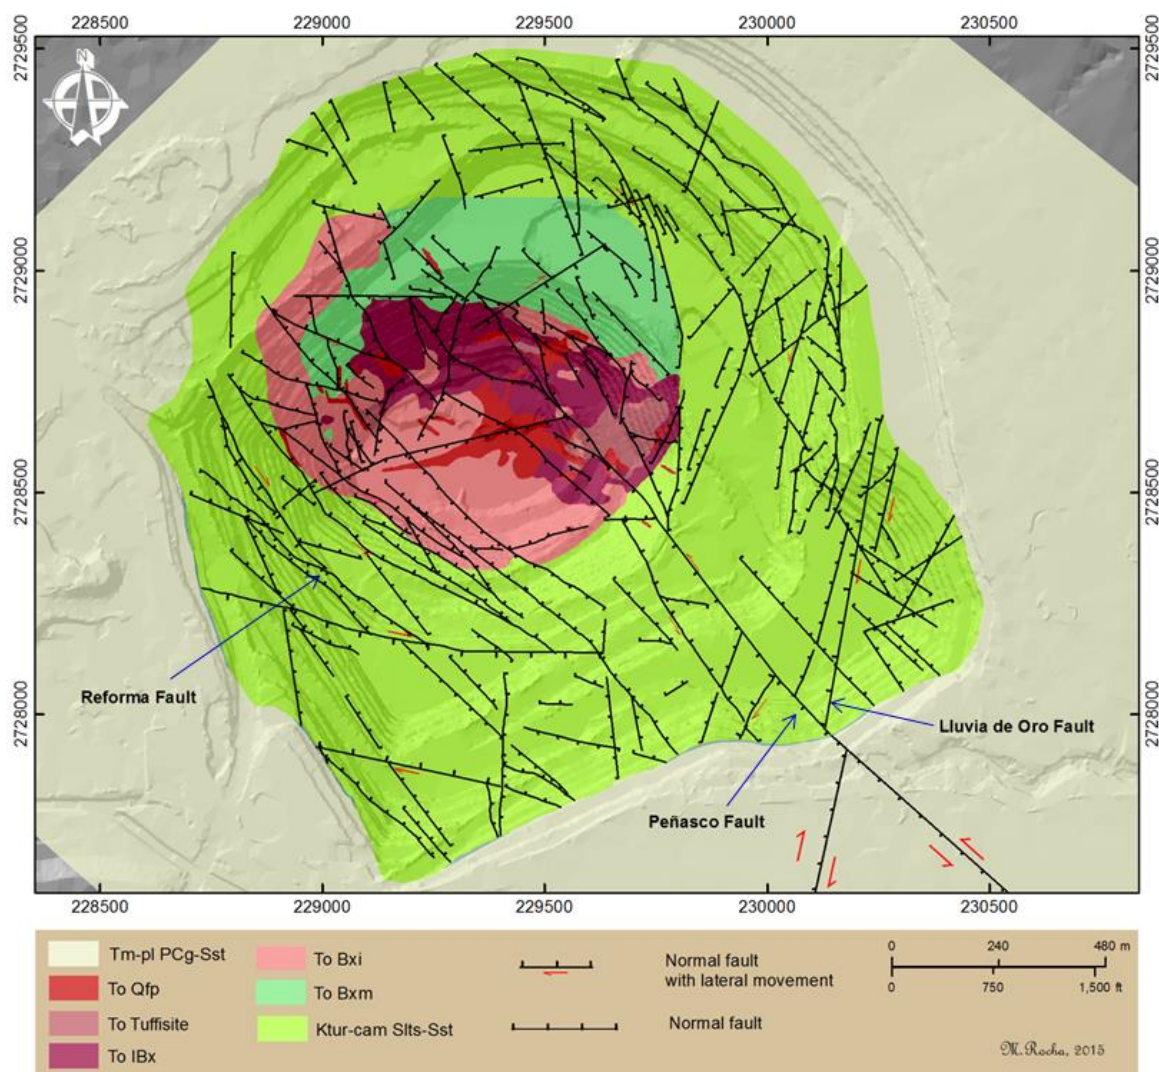 228500 229000 229500 230000 230500
2729500 2729500
N
2729000 2729000
2728500 2728500
Reforma Fault
2728000 2728000
Lluvia de Oro Fault
Peñasco Fault
228500 229000 229500 230000 230500
Tm-pl PCg-Sst
To Qfp
To Tuffisite
To IBx
To Bxi
To Bxm
Ktur-cam Slts-Sst
Normal fault
with lateral movement
Normal fault
0 240 480 m
0 750 1,500 ft
M.Rocha, 2015